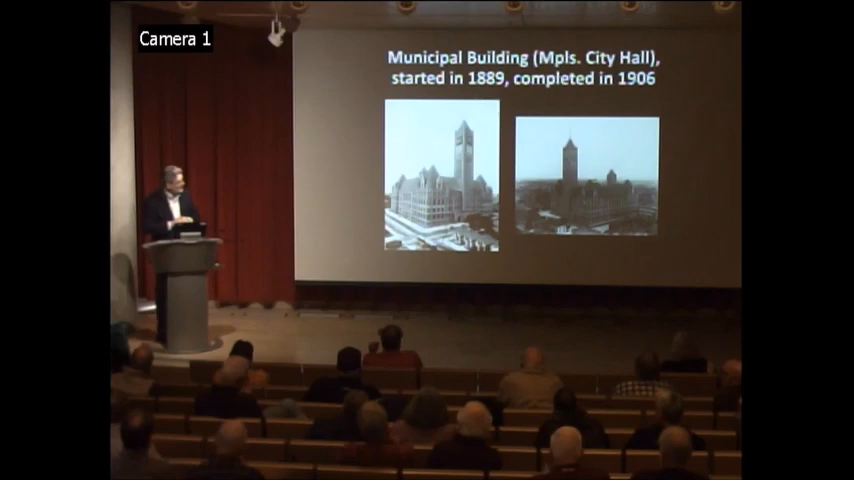 Camera 1
Municipal Building (Mpls. City Hall),
started in 1889, completed in 1906